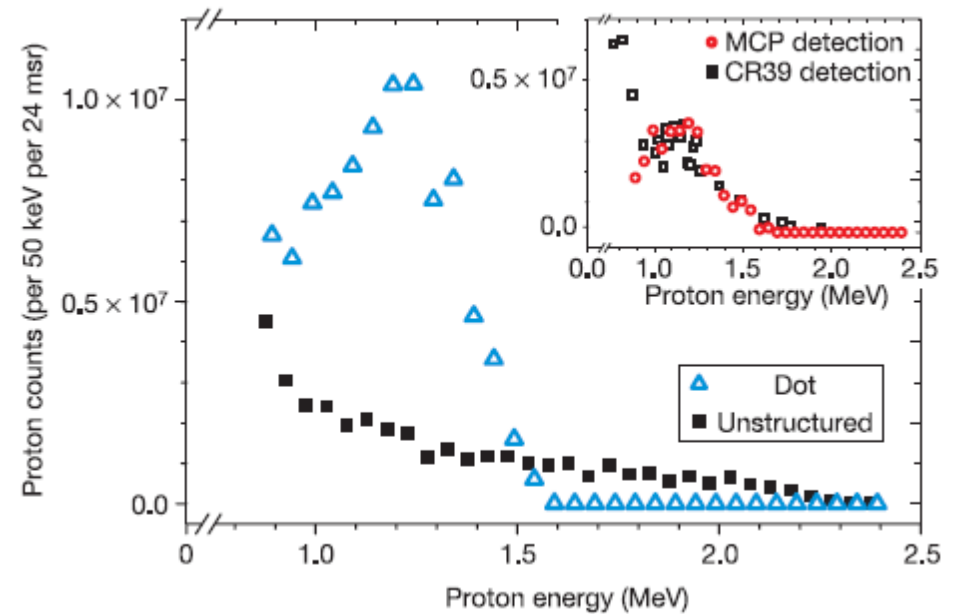 Proton counts (per 50 keV per 24 msr)
1.0 × 10⁷
0.5 × 10⁷
0.0
0
1.0
1.5
2.0
2.5
Proton energy (MeV)
Dot
Unstructured
0.5 × 10⁷
0.0
MCP detection
CR39 detection
0.0
1.0
1.5
2.0
2.5
Proton energy (MeV)